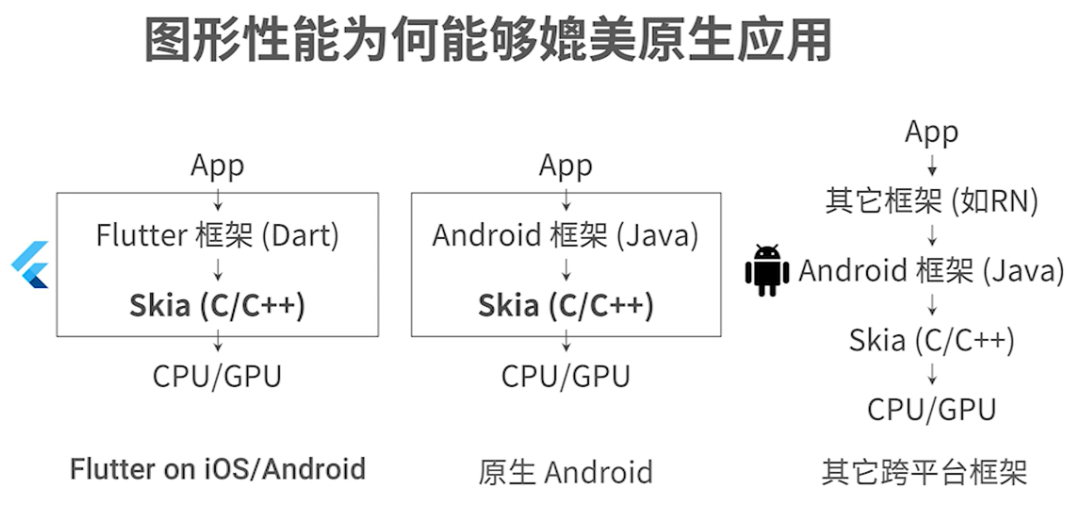 图形性能为何能够媲美原生应用
App
Flutter 框架 (Dart)
Skia (C/C++)
CPU/GPU
Flutter on iOS/Android
App
Android 框架 (Java)
Skia (C/C++)
CPU/GPU
原生 Android
App
其它框架 (如RN)
Android 框架 (Java)
Skia (C/C++)
CPU/GPU
其它跨平台框架